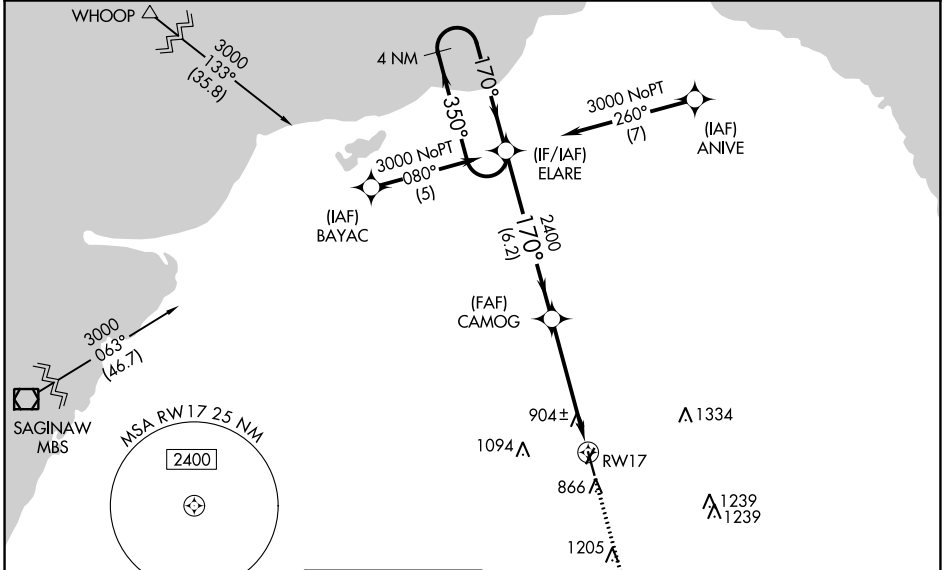 WHOOP
3000
133°
(35.8)
4 NM
170°
350°
3000 NoPT
260°
(7)
(IAF)
ANIVE
(IF/IAF)
ELARE
3000 NoPT
080°
(5)
(IAF)
BAYAC
2400
170°
(6.2)
(FAF)
CAMOG
3000
063°
(46.7)
SAGINAW
MBS
MSA RW17 25 NM
2400
904±
1334
1094
RW17
866
1239
1239
1205